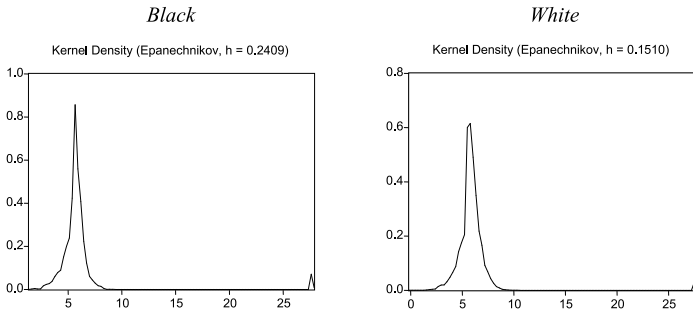 Black
White
Kernel Density (Epanechnikov, h = 0.2409)
Kernel Density (Epanechnikov, h = 0.1510)
1.0
0.8
0.6
0.4
0.2
0.0
5 10 15 20 25
0.8
0.6
0.4
0.2
0.0
0 5 10 15 20 25